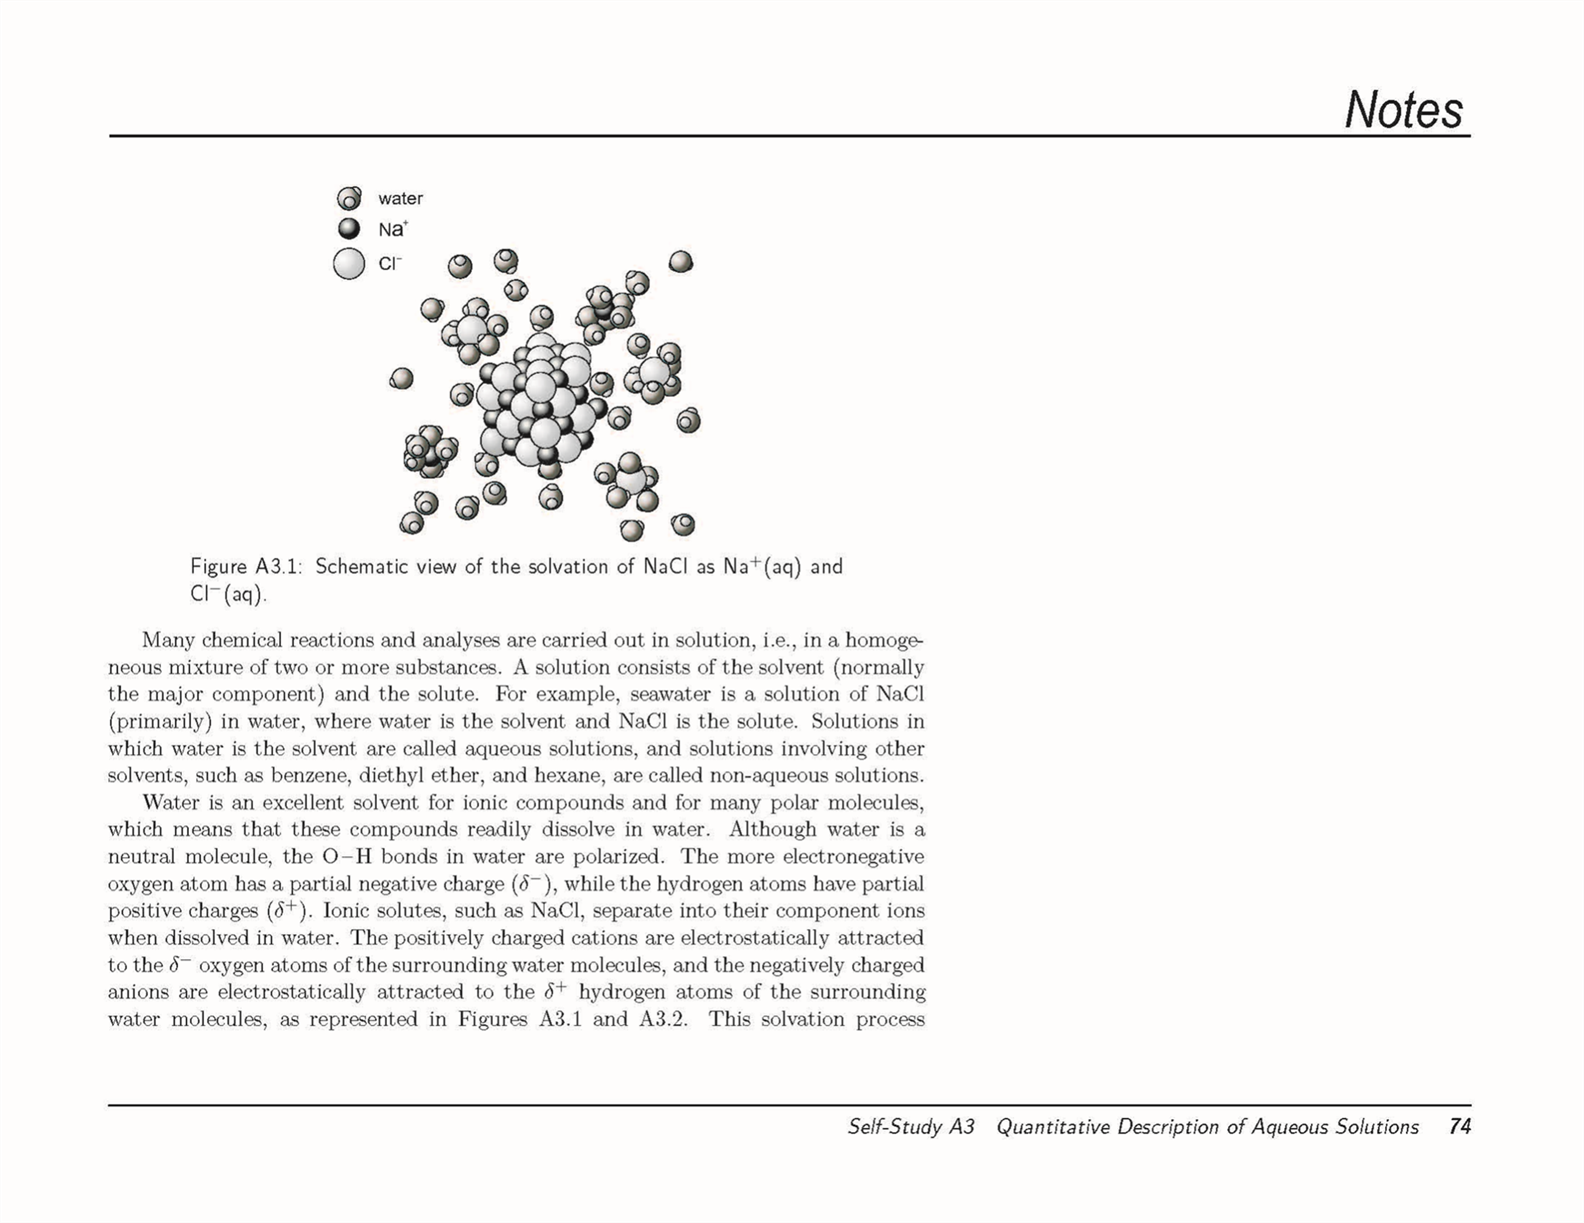 Notes
water
Na⁺
Cl⁻
Figure A3.1: Schematic view of the solvation of NaCl as Na⁺(aq) and
Cl⁻(aq).
Many chemical reactions and analyses are carried out in solution, i.e., in a homoge-
neous mixture of two or more substances. A solution consists of the solvent (normally
the major component) and the solute. For example, seawater is a solution of NaCl
(primarily) in water, where water is the solvent and NaCl is the solute. Solutions in
which water is the solvent are called aqueous solutions, and solutions involving other
solvents, such as benzene, diethyl ether, and hexane, are called non-aqueous solutions.
Water is an excellent solvent for ionic compounds and for many polar molecules,
which means that these compounds readily dissolve in water. Although water is a
neutral molecule, the O–H bonds in water are polarized. The more electronegative
oxygen atom has a partial negative charge (δ⁻), while the hydrogen atoms have partial
positive charges (δ⁺). Ionic solutes, such as NaCl, separate into their component ions
when dissolved in water. The positively charged cations are electrostatically attracted
to the δ⁻ oxygen atoms of the surrounding water molecules, and the negatively charged
anions are electrostatically attracted to the δ⁺ hydrogen atoms of the surrounding
water molecules, as represented in Figures A3.1 and A3.2. This solvation process
Self-Study A3 Quantitative Description of Aqueous Solutions 74